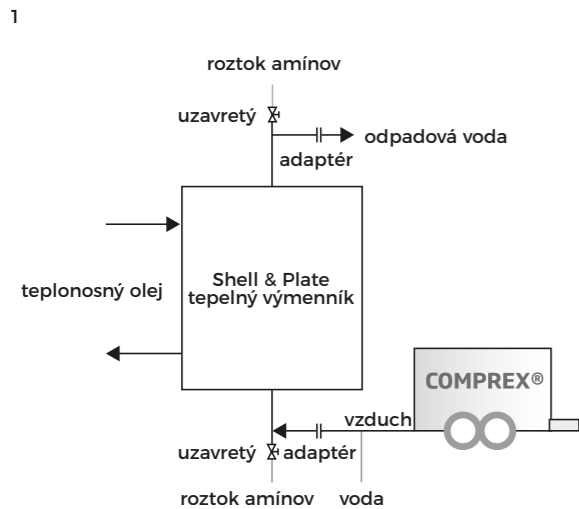 1
roztok amínov
uzavretý
odpadová voda
adaptér
teplonosný olej
Shell & Plate
tepelný výmenník
COMPREX®
vzduch
uzavretý
adaptér
roztok amínov
voda